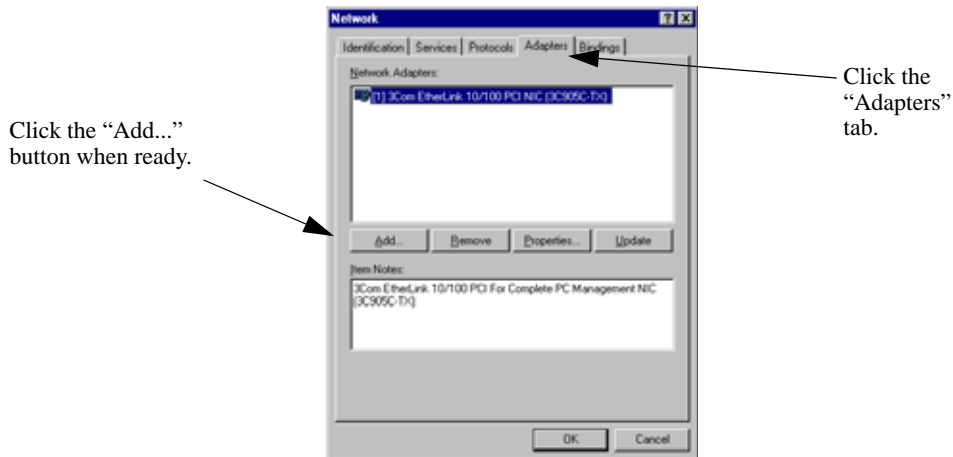 Network
Identification Services Protocols Adapters Bindings
Network Adapters:
[1] 3Com EtherLink 10/100 PCI NIC (3C905C-TX)
Click the
“Adapters”
tab.
Click the “Add...”
button when ready.
Add... Remove Properties... Update
Item Notes:
3Com EtherLink 10/100 PCI For Complete PC Management NIC
(3C905C-TX)
OK Cancel